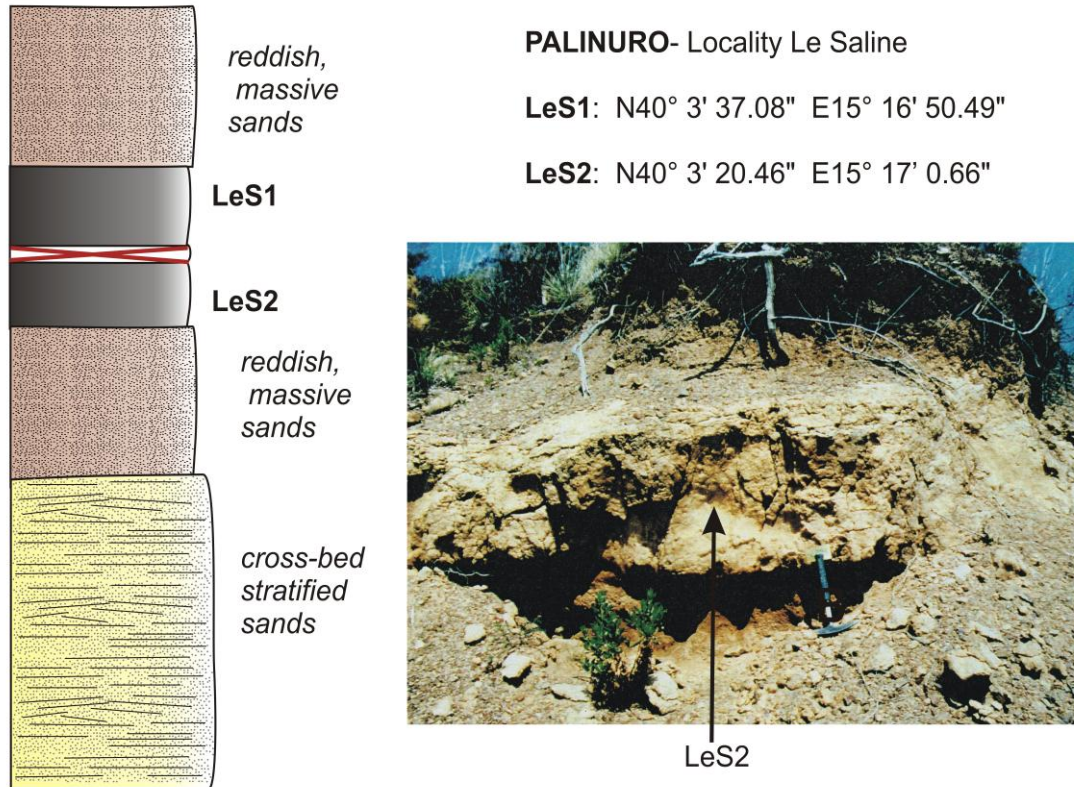 reddish,
massive
sands
LeS1
LeS2
reddish,
massive
sands
cross-bed
stratified
sands
PALINURO- Locality Le Saline
LeS1: N40° 3' 37.08" E15° 16' 50.49"
LeS2: N40° 3' 20.46" E15° 17’ 0.66"
LeS2